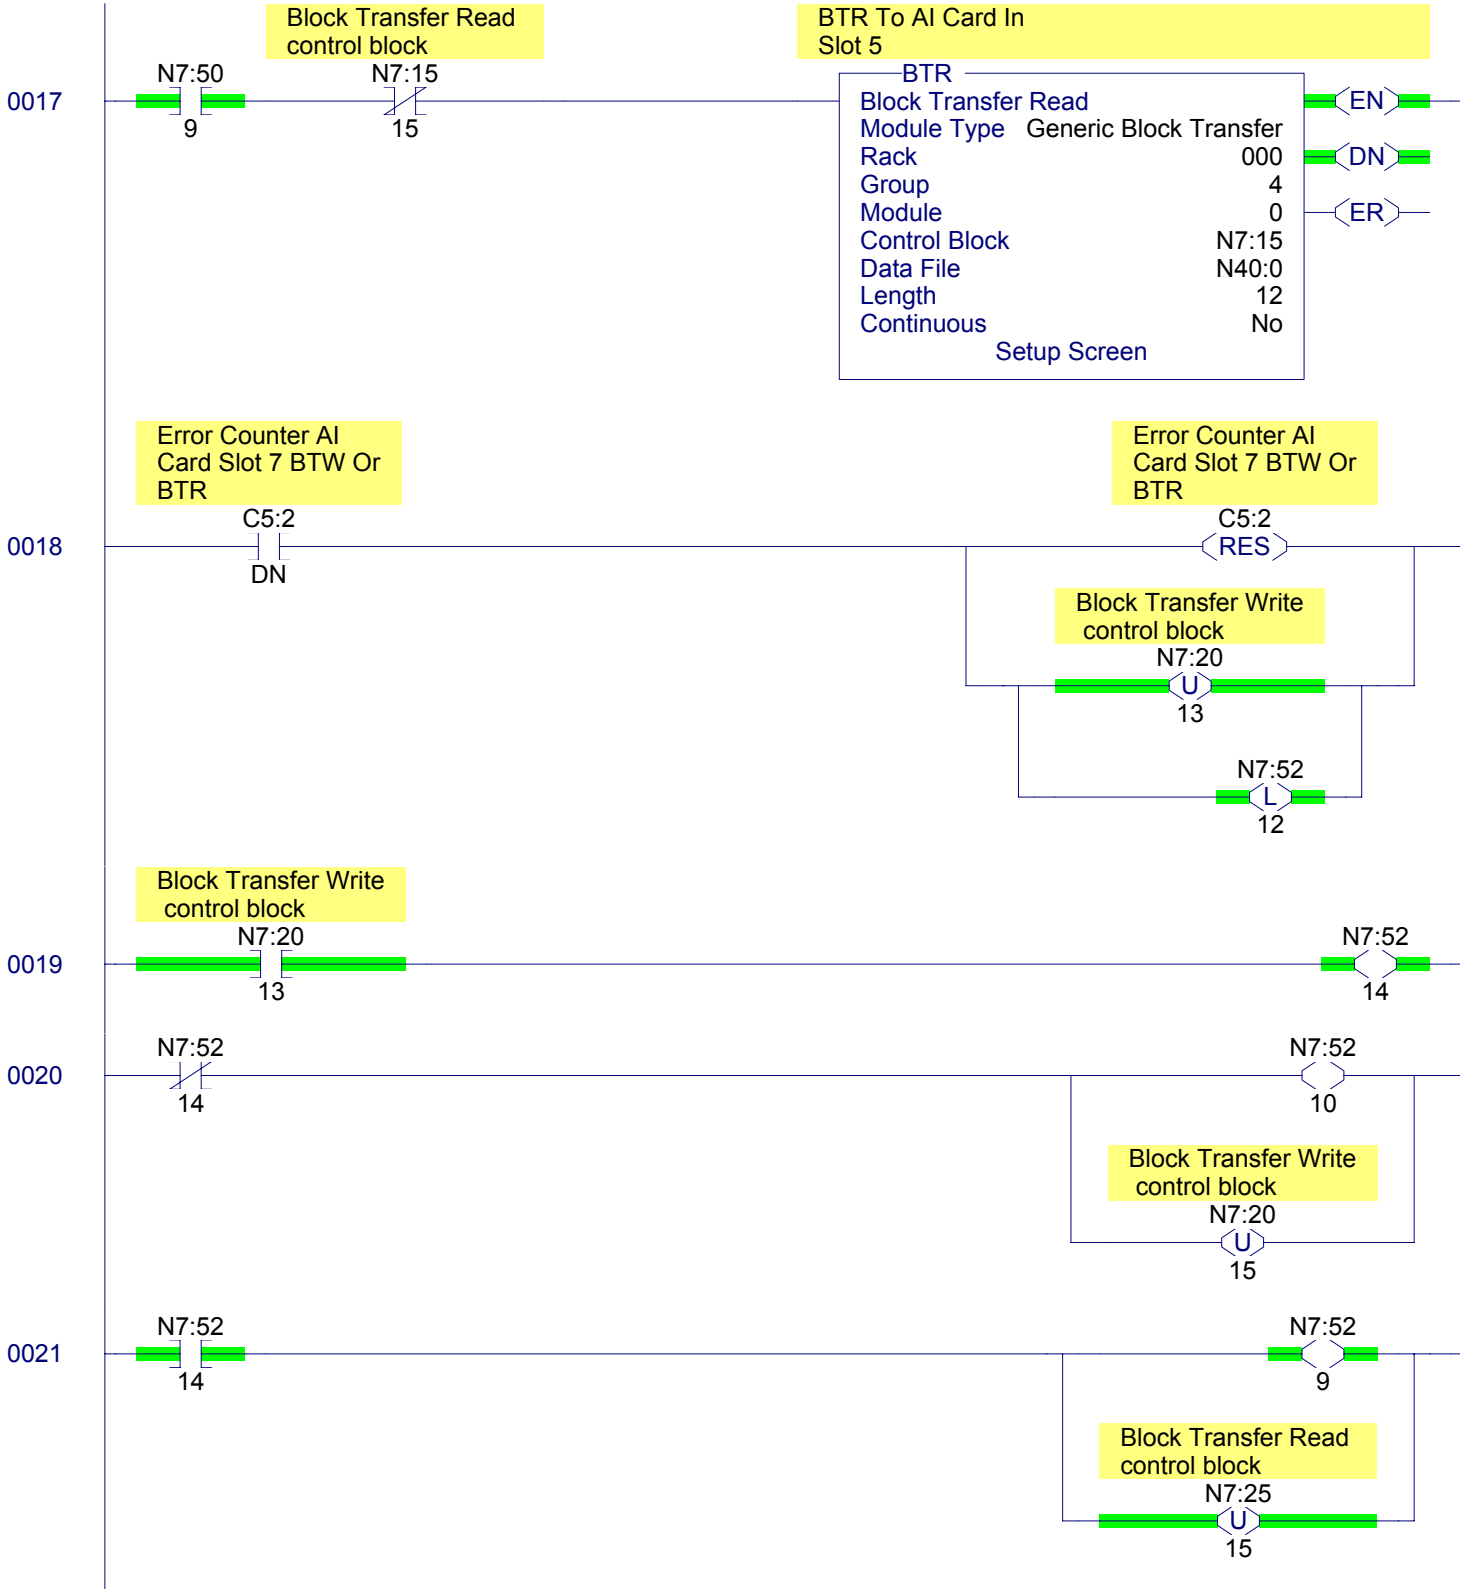 Block Transfer Read
control block
N7:15
15
BTR To AI Card In
Slot 5
0017
N7:50
9
BTR
Block Transfer Read
Module Type Generic Block Transfer
Rack 000
Group 4
Module 0
Control Block N7:15
Data File N40:0
Length 12
Continuous No
Setup Screen
EN
DN
ER
Error Counter AI
Card Slot 7 BTW Or
BTR
C5:2
0018
DN
Error Counter AI
Card Slot 7 BTW Or
BTR
C5:2
RES
Block Transfer Write
control block
N7:20
U
13
N7:52
L
12
Block Transfer Write
control block
N7:20
0019
13
N7:52
14
N7:52
0020
14
N7:52
10
Block Transfer Write
control block
N7:20
U
15
N7:52
0021
14
N7:52
9
Block Transfer Read
control block
N7:25
U
15